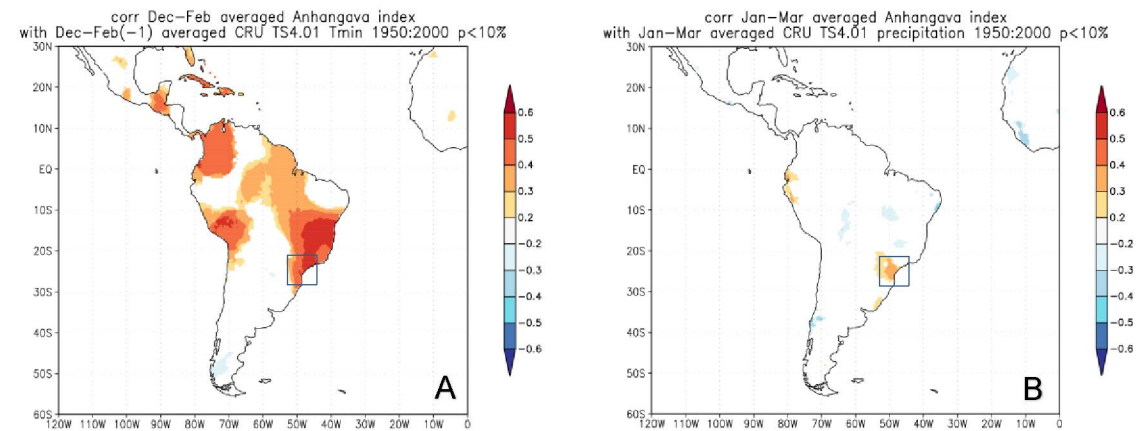 corr Dec-Feb averaged Anhangava index
with Dec-Feb(-1) averaged CRU TS4.01 Tmin 1950:2000 p<10%
30N
20N
10N
EQ
10S
20S
30S
40S
50S
60S
120W 110W 100W 90W 80W 70W 60W 50W 40W 30W 20W 10W 0
0.6
0.5
0.4
0.3
0.2
-0.2
-0.3
-0.4
-0.5
-0.6
A
corr Jan-Mar averaged Anhangava index
with Jan-Mar averaged CRU TS4.01 precipitation 1950:2000 p<10%
30N
20N
10N
EQ
10S
20S
30S
40S
50S
60S
120W 110W 100W 90W 80W 70W 60W 50W 40W 30W 20W 10W 0
0.6
0.5
0.4
0.3
0.2
-0.2
-0.3
-0.4
-0.5
-0.6
B